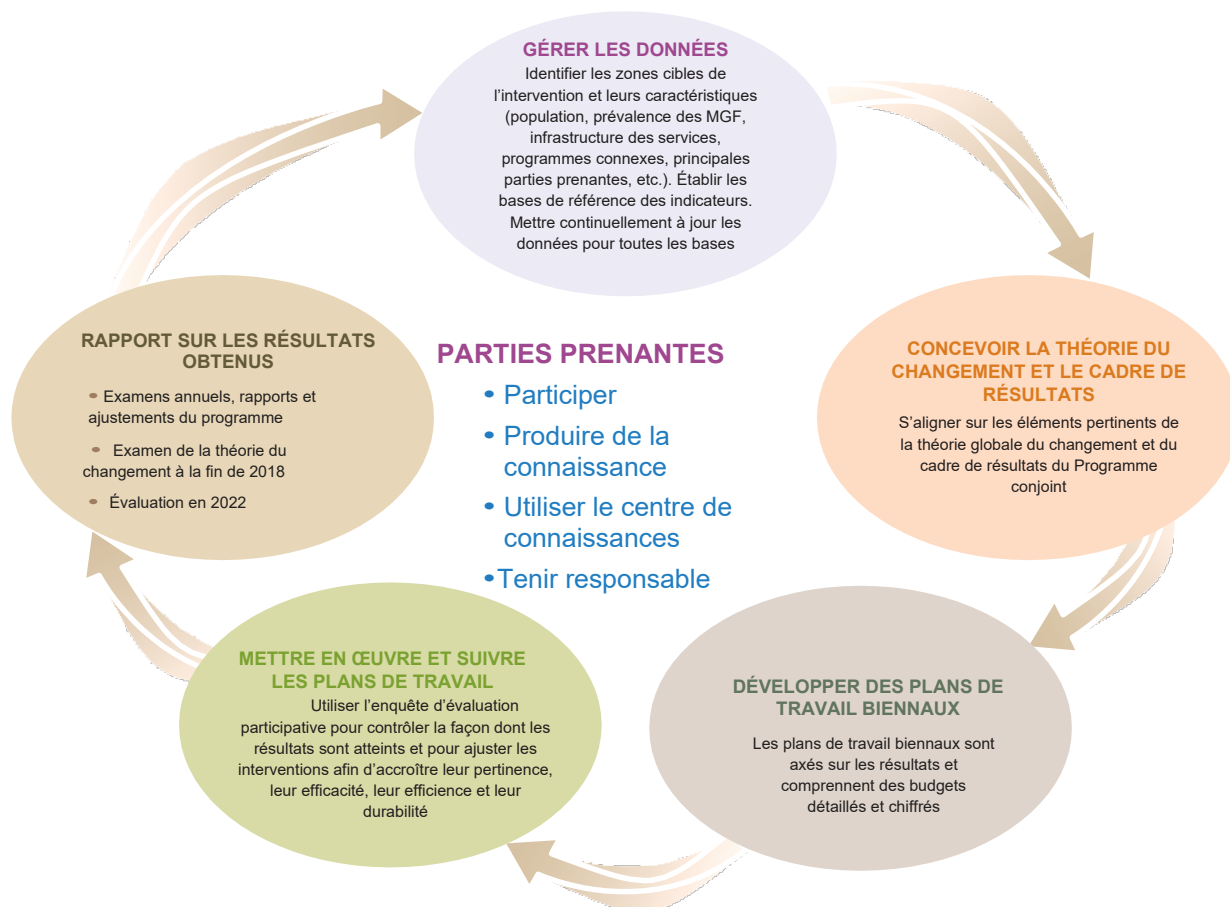 GÉRER LES DONNÉES
Identifier les zones cibles de
l’intervention et leurs caractéristiques
(population, prévalence des MGF,
infrastructure des services,
programmes connexes, principales
parties prenantes, etc.). Établir les
bases de référence des indicateurs.
Mettre continuellement à jour les
données pour toutes les bases
CONCEVOIR LA THÉORIE DU
CHANGEMENT ET LE CADRE DE
RÉSULTATS
S’aligner sur les éléments pertinents de
la théorie globale du changement et du
cadre de résultats du Programme
conjoint
DÉVELOPPER DES PLANS DE
TRAVAIL BIENNAUX
Les plans de travail biennaux sont
axés sur les résultats et
comprennent des budgets
détaillés et chiffrés
METTRE EN ŒUVRE ET SUIVRE
LES PLANS DE TRAVAIL
Utiliser l’enquête d’évaluation
participative pour contrôler la façon dont les
résultats sont atteints et pour ajuster les
interventions afin d’accroître leur pertinence,
leur efficacité, leur efficience et leur
durabilité
RAPPORT SUR LES RÉSULTATS
OBTENUS
• Examens annuels, rapports et
ajustements du programme
• Examen de la théorie du
changement à la fin de 2018
• Évaluation en 2022
PARTIES PRENANTES
• Participer
• Produire de la
connaissance
• Utiliser le centre de
connaissances
• Tenir responsable